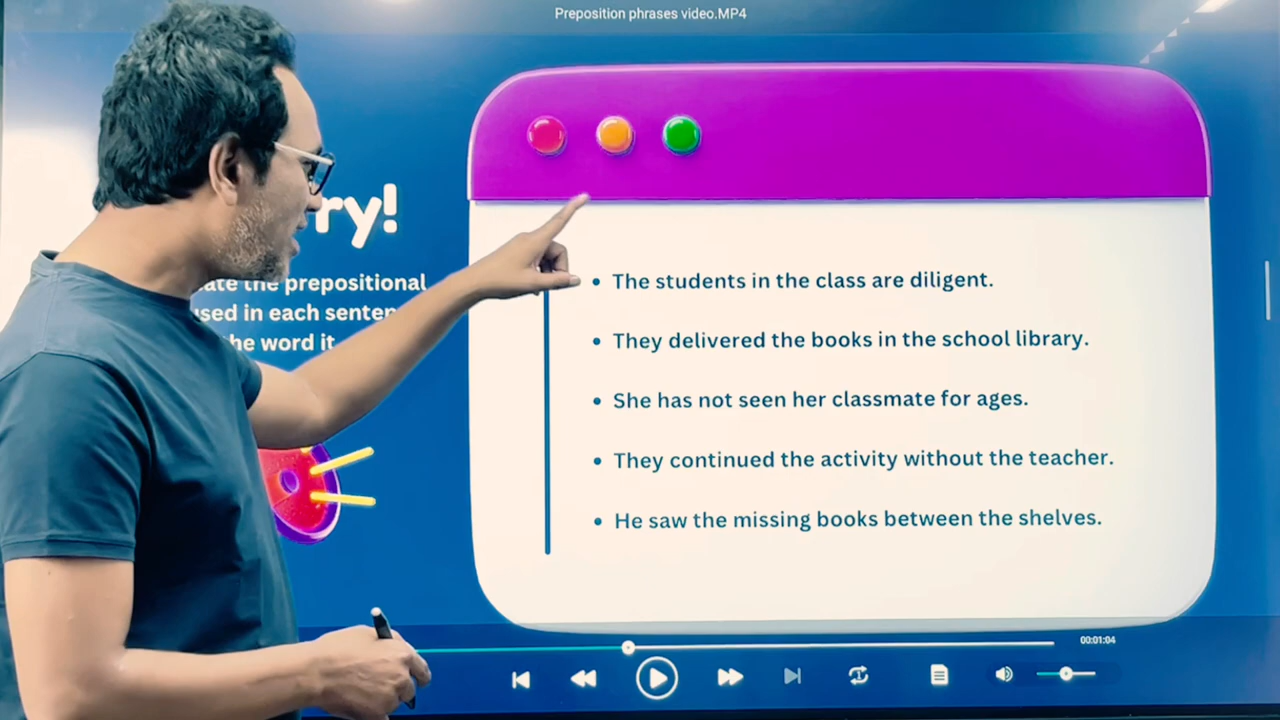 Preposition phrases video.MP4
ry!
ate the prepositional
used in each senten
he word it
• The students in the class are diligent.
• They delivered the books in the school library.
• She has not seen her classmate for ages.
• They continued the activity without the teacher.
• He saw the missing books between the shelves.
00:01:04